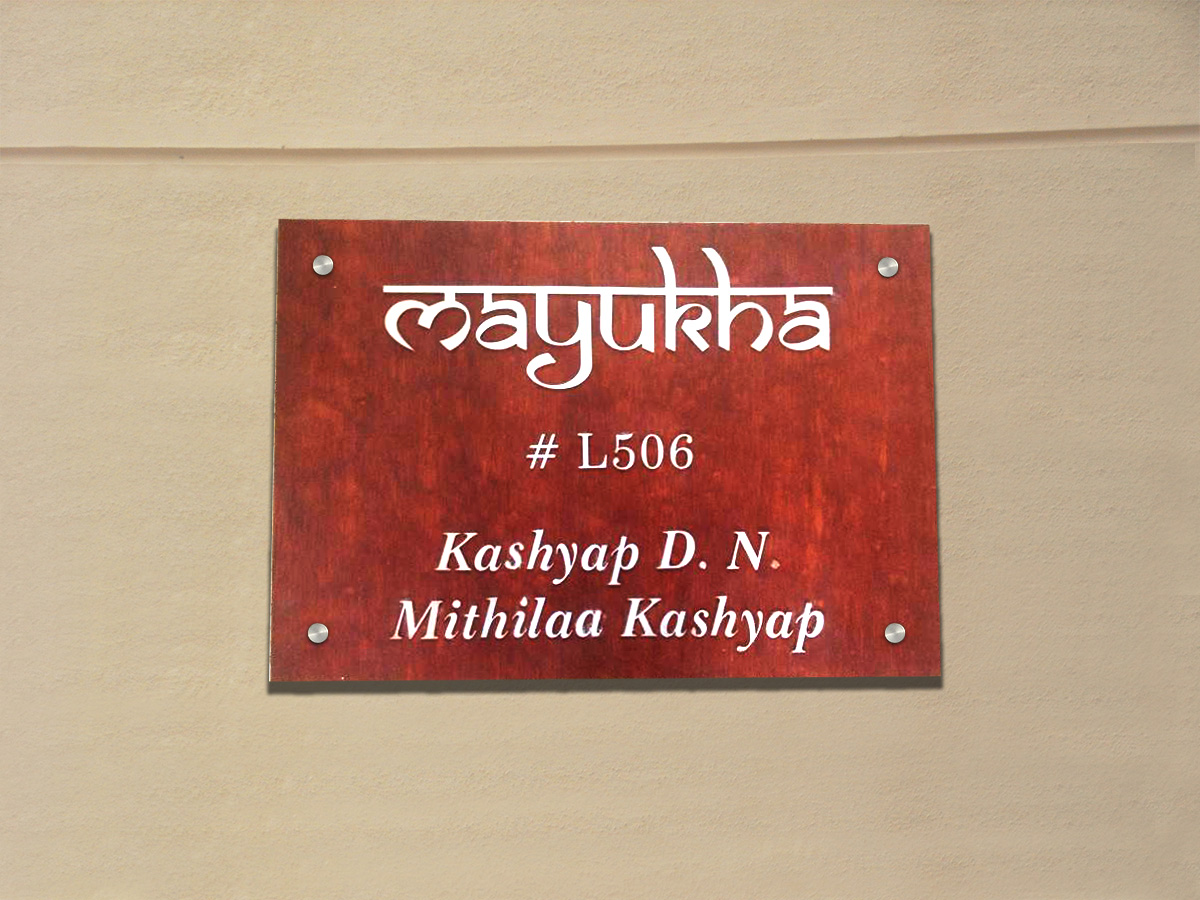 mayukha
# L506
Kashyap D. N.
Mithilaa Kashyap